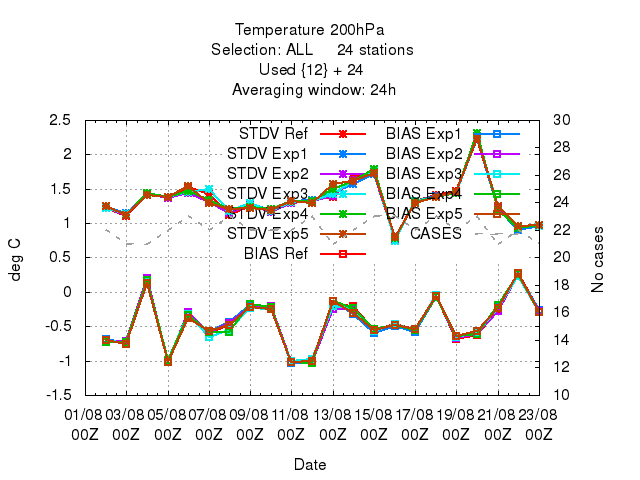 Temperature 200hPa
Selection: ALL 24 stations
Used {12} + 24
Averaging window: 24h
2.5
2
1.5
1
0.5
0
-0.5
-1
-1.5
deg C
30
28
26
24
22
20
18
16
14
12
10
No cases
STDV Ref
STDV Exp1
STDV Exp2
STDV Exp3
STDV Exp4
STDV Exp5
BIAS Ref
BIAS Exp1
BIAS Exp2
BIAS Exp3
BIAS Exp4
BIAS Exp5
CASES
01/08 03/08 05/08 07/08 09/08 11/08 13/08 15/08 17/08 19/08 21/08 23/08
00Z 00Z 00Z 00Z 00Z 00Z 00Z 00Z 00Z 00Z 00Z 00Z
Date